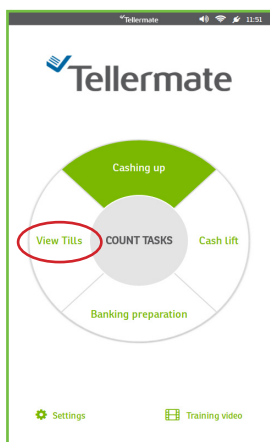 Tellermate 11:51
Tellermate
Cashing up
View Tills COUNT TASKS Cash lift
Banking preparation
Settings Training video